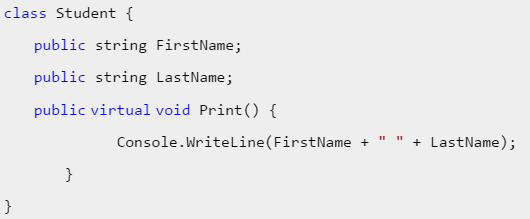 class Student {
public string FirstName;
public string LastName;
public virtual void Print() {
Console.WriteLine(FirstName + " " + LastName);
}
}